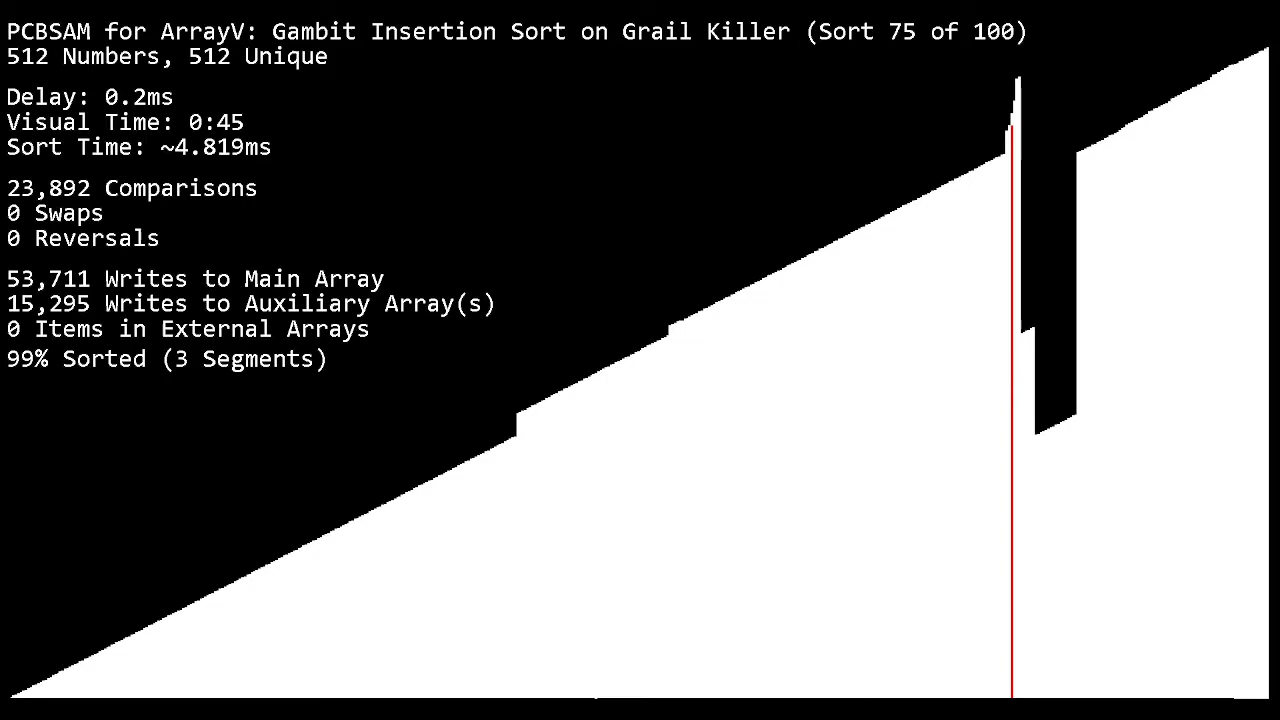 PCBSAM for ArrayV: Gambit Insertion Sort on Grail Killer (Sort 75 of 100)
512 Numbers, 512 Unique
Delay: 0.2ms
Visual Time: 0:45
Sort Time: ~4.819ms
23,892 Comparisons
0 Swaps
0 Reversals
53,711 Writes to Main Array
15,295 Writes to Auxiliary Array(s)
0 Items in External Arrays
99% Sorted (3 Segments)